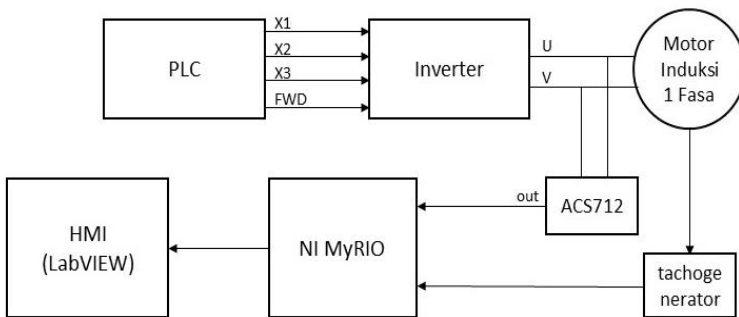 PLC
X1
X2
X3
FWD
Inverter
U
V
Motor
Induksi
1 Fasa
HMI
(LabVIEW)
NI MyRIO
out
ACS712
tachoge
nerator